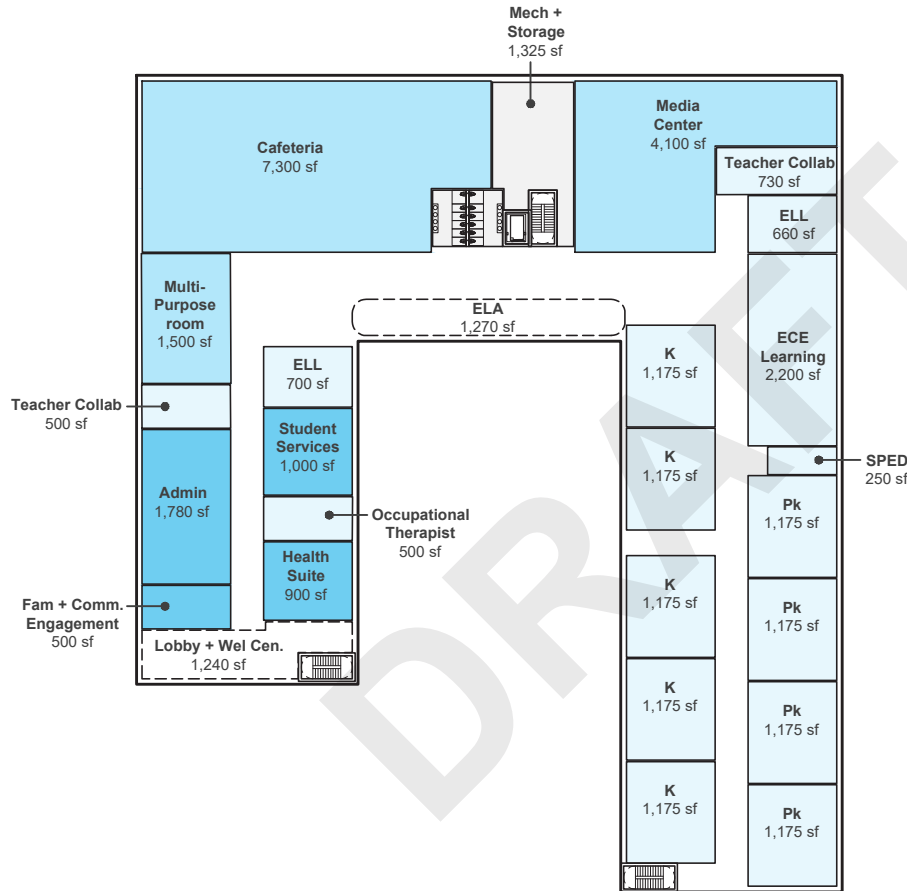 Mech +
Storage
1,325 sf
Cafeteria
7,300 sf
Media
Center
4,100 sf
Teacher Collab
730 sf
ELL
660 sf
Multi-
Purpose
room
1,500 sf
ELA
1,270 sf
ECE
Learning
2,200 sf
K
1,175 sf
ELL
700 sf
Teacher Collab
500 sf
Student
Services
1,000 sf
K
1,175 sf
SPED
250 sf
Admin
1,780 sf
Occupational
Therapist
500 sf
Pk
1,175 sf
Health
Suite
900 sf
K
1,175 sf
Fam + Comm.
Engagement
500 sf
Pk
1,175 sf
Lobby + Wel Cen.
1,240 sf
K
1,175 sf
Pk
1,175 sf
K
1,175 sf
Pk
1,175 sf
DRAFT